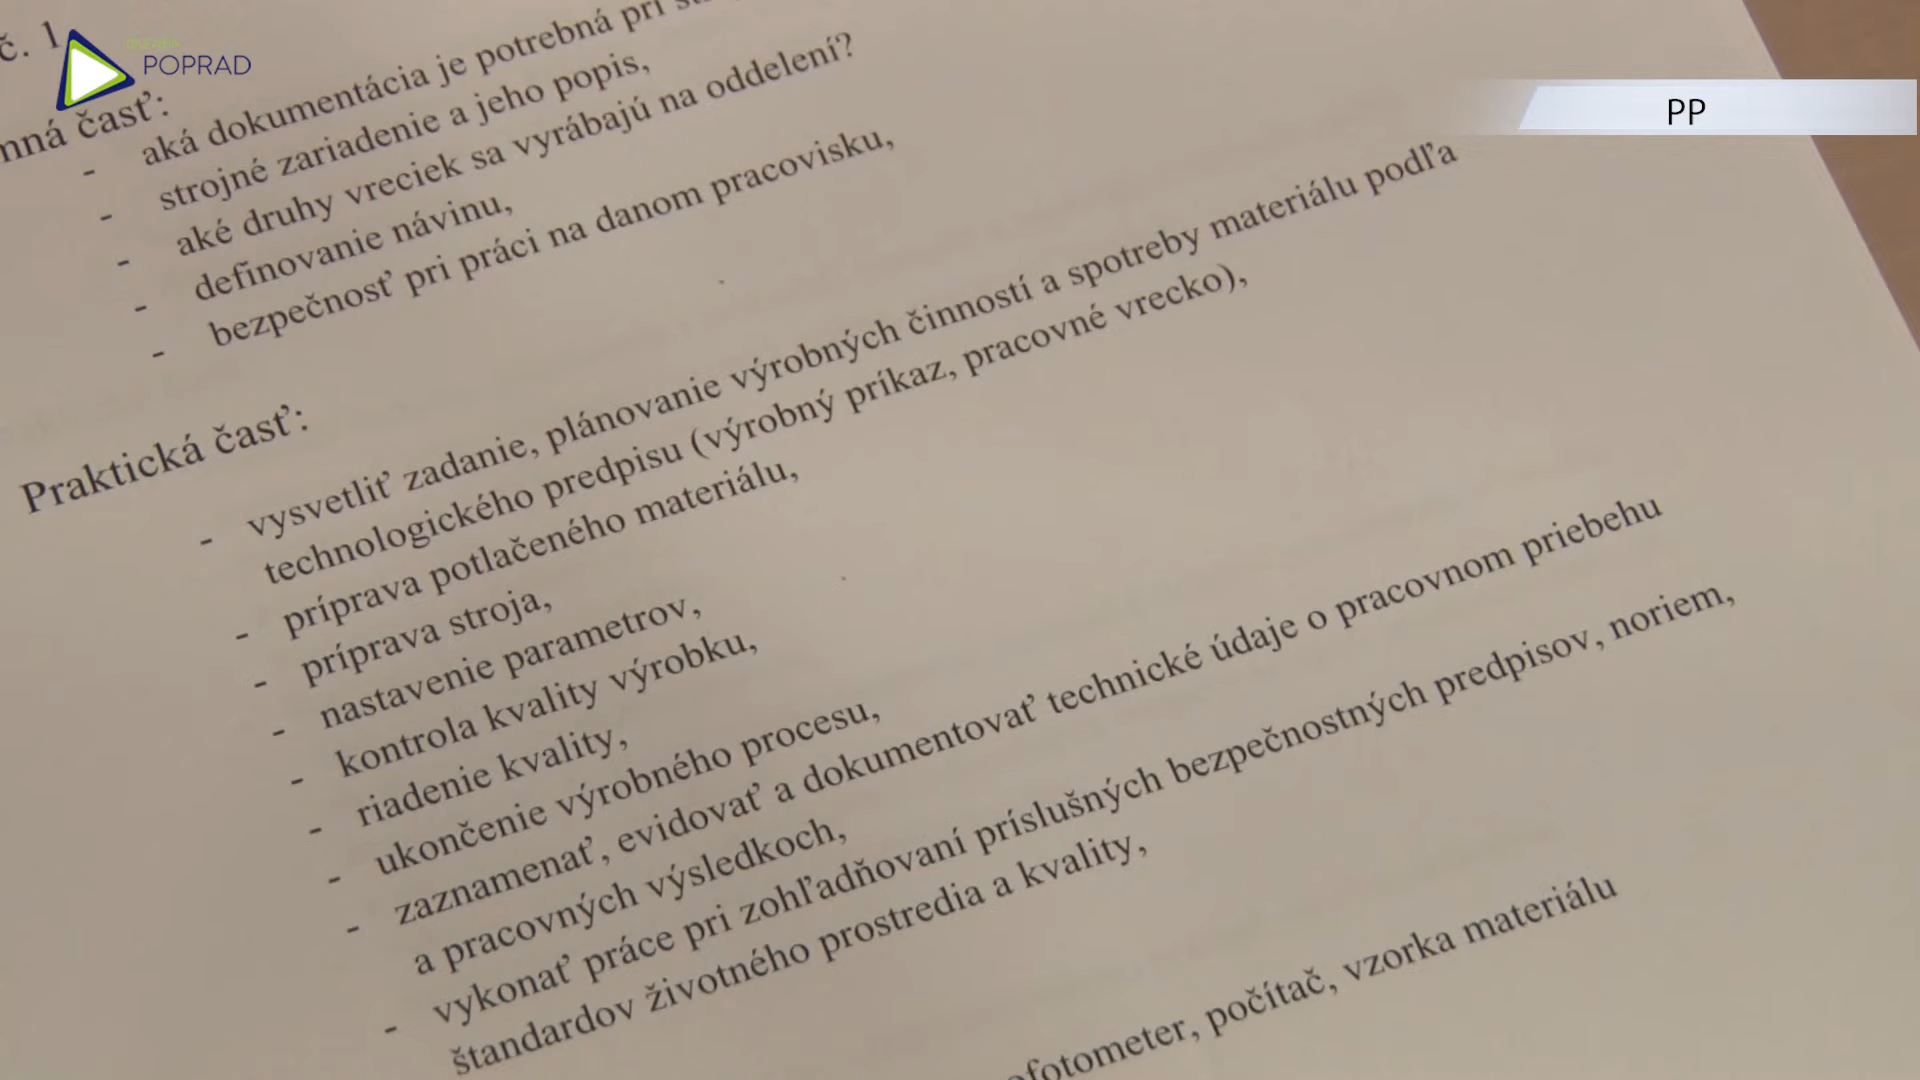 č. 1
POPRAD
PP
časť:
- aká dokumentácia je potrebná pri
- strojné zariadenie a jeho popis,
- aké druhy vreciek sa vyrábajú na oddelení?
- definovanie návinu,
- bezpečnosť pri práci na danom pracovisku,
Praktická časť:
- vysvetliť zadanie, plánovanie výrobných činností a spotreby materiálu podľa
technologického predpisu (výrobný príkaz, pracovné vrecko),
- príprava potlačeného materiálu,
- príprava stroja,
- nastavenie parametrov,
- kontrola kvality výrobku,
- riadenie kvality,
- ukončenie výrobného procesu,
- zaznamenať, evidovať a dokumentovať technické údaje o pracovnom priebehu
a pracovných výsledkoch,
- vykonať práce pri zohľadňovaní príslušných bezpečnostných predpisov, noriem,
štandardov životného prostredia a kvality,
počítač, vzorka materiálu